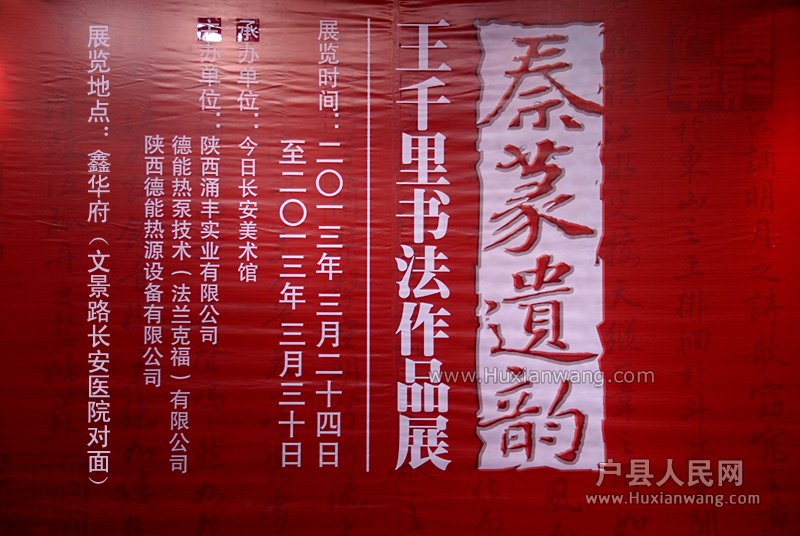 秦篆遺韵
王千里书法作品展
展览时间：二〇一三年 三月二十四日
至二〇一三年 三月三十日
承办单位：今日长安美术馆
主办单位：陕西涌丰实业有限公司
德能热泵技术（法兰克福）有限公司
陕西德能热源设备有限公司
展览地点：鑫华府（文景路长安医院对面）
www.Huxianwang.com
户县人民网
www.Huxianwang.com